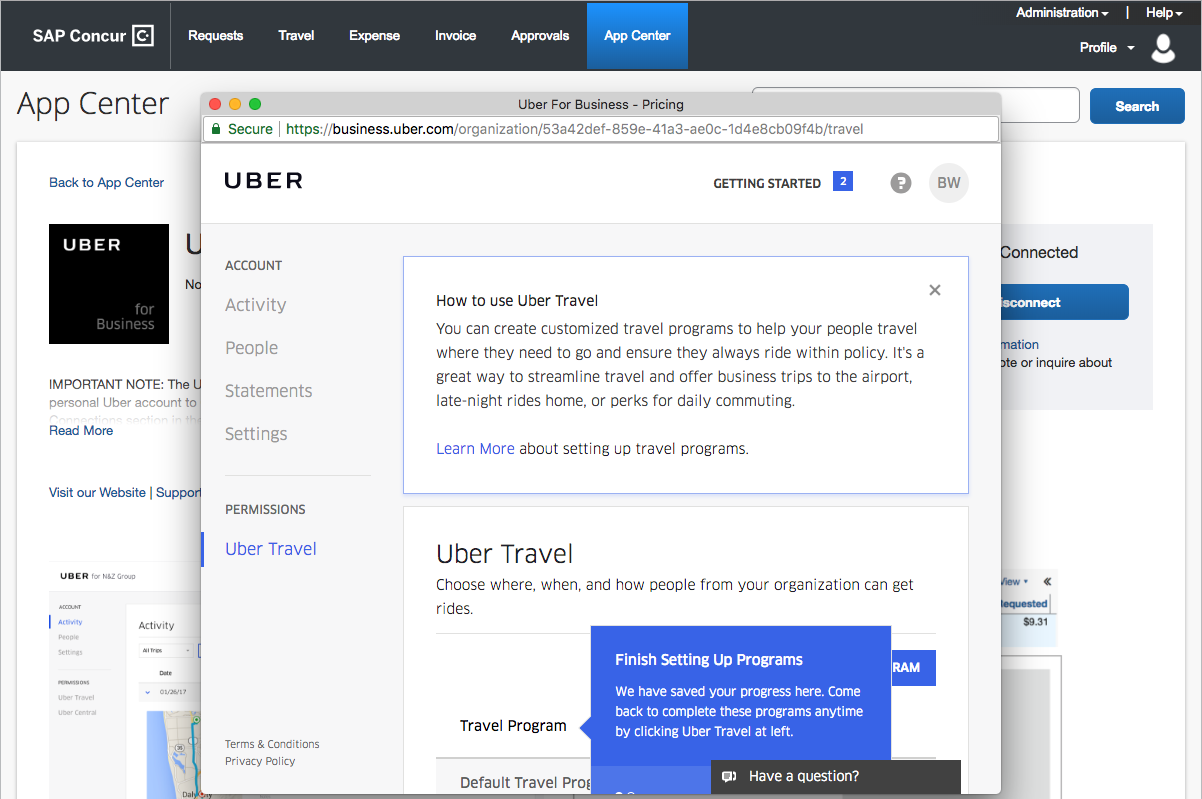 SAP Concur
Requests
Travel
Expense
Invoice
Approvals
App Center
Administration
|
Help
Profile
App Center
Search
Back to App Center
UBER
for
Business
U
No
IMPORTANT NOTE: The U
personal Uber account to
Connections section in the
Read More
Visit our Website | Support
UBER for N&Z Group
ACCOUNT
Activity
People
Settings
PERMISSIONS
Uber Travel
Uber Central
Activity
All Trips
Date
01/26/17
Daly
Connected
sconnect
mation
ote or inquire about
View
equested
$9.31
Uber For Business - Pricing
Secure
https://business.uber.com/organization/53a42def-859e-41a3-ae0c-1d4e8cb09f4b/travel
UBER
GETTING STARTED 2
?
BW
ACCOUNT
Activity
People
Statements
Settings
PERMISSIONS
Uber Travel
Terms & Conditions
Privacy Policy
How to use Uber Travel
You can create customized travel programs to help your people travel
where they need to go and ensure they always ride within policy. It's a
great way to streamline travel and offer business trips to the airport,
late-night rides home, or perks for daily commuting.
Learn More about setting up travel programs.
Uber Travel
Choose where, when, and how people from your organization can get
rides.
RAM
Finish Setting Up Programs
We have saved your progress here. Come
back to complete these programs anytime
by clicking Uber Travel at left.
Travel Program
Default Travel Prog
Have a question?